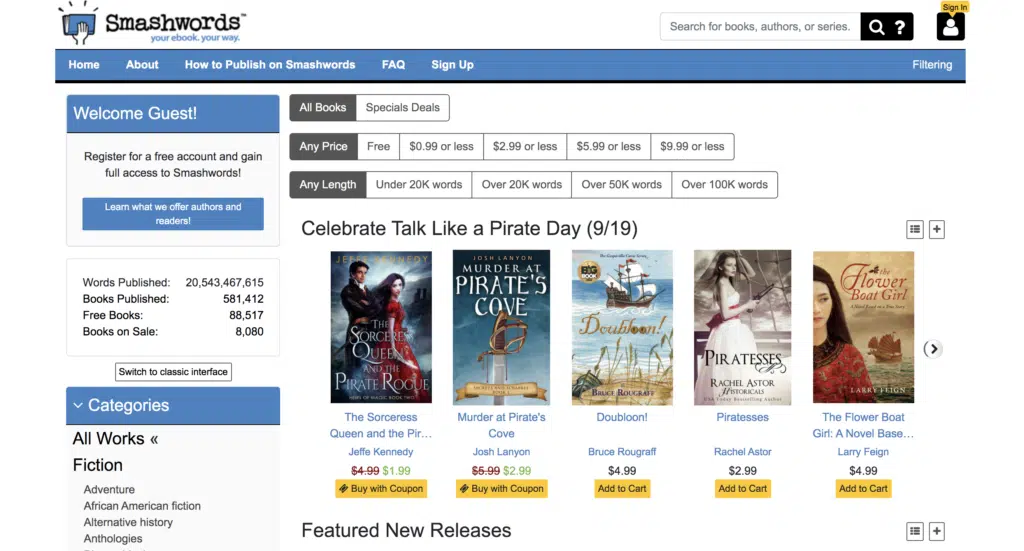 Smashwords™
your ebook. your way.
Search for books, authors, or series.
?
Sign In
Home
About
How to Publish on Smashwords
FAQ
Sign Up
Filtering
Welcome Guest!
Register for a free account and gain
full access to Smashwords!
Learn what we offer authors and
readers!
Words Published: 20,543,467,615
Books Published: 581,412
Free Books: 88,517
Books on Sale: 8,080
Switch to classic interface
Categories
All Works «
Fiction
Adventure
African American fiction
Alternative history
Anthologies
All Books
Specials Deals
Any Price
Free
$0.99 or less
$2.99 or less
$5.99 or less
$9.99 or less
Any Length
Under 20K words
Over 20K words
Over 50K words
Over 100K words
Celebrate Talk Like a Pirate Day (9/19)
JEFFE KENNEDY
THE
SORCERESS
QUEEN
AND THE
PIRATE ROGUE
HEIRS OF MAGIC BOOK TWO
The Sorceress
Queen and the Pir…
Jeffe Kennedy
$4.99 $1.99
Buy with Coupon
JOSH LANYON
MURDER AT
PIRATE'S
COVE
Murder at Pirate's
Cove
Josh Lanyon
$5.99 $2.99
Buy with Coupon
BIG
BOOK
Doubloon!
BRUCE ROUGRAFF
Doubloon!
Bruce Rougraff
$4.99
Add to Cart
PIRATESSES
RACHEL ASTOR
HISTORICALS
Piratesses
Rachel Astor
$2.99
Add to Cart
the
Flower
Boat Girl
LARRY FEIGN
The Flower Boat
Girl: A Novel Base…
Larry Feign
$4.99
Add to Cart
Featured New Releases